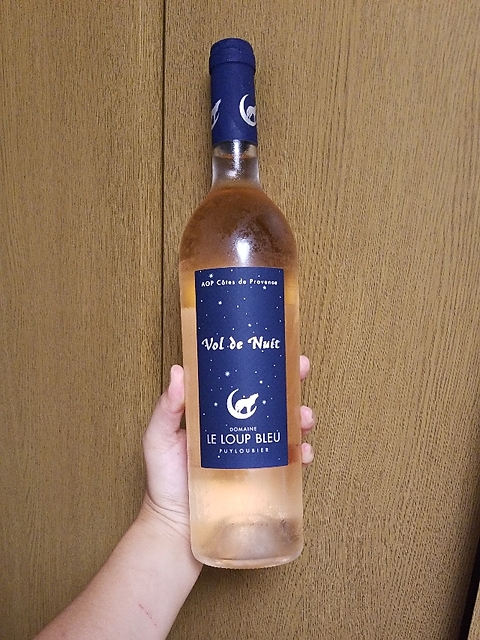 AOP Côtes de Provence
Vol de Nuit
DOMAINE
LE LOUP BLEU
PUYLOUBIER